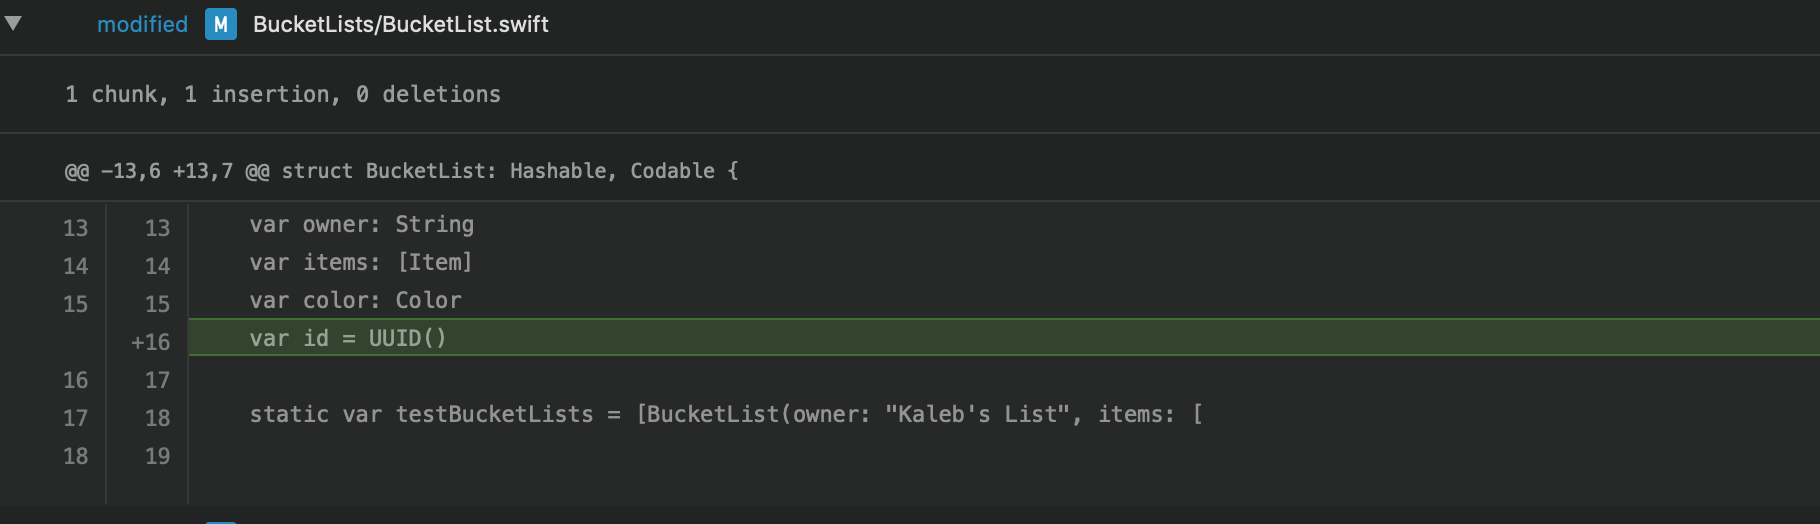 modified M BucketLists/BucketList.swift
1 chunk, 1 insertion, 0 deletions
@@ -13,6 +13,7 @@ struct BucketList: Hashable, Codable {
13 13 var owner: String
14 14 var items: [Item]
15 15 var color: Color
+16 var id = UUID()
16 17
17 18 static var testBucketLists = [BucketList(owner: "Kaleb's List", items: [
18 19